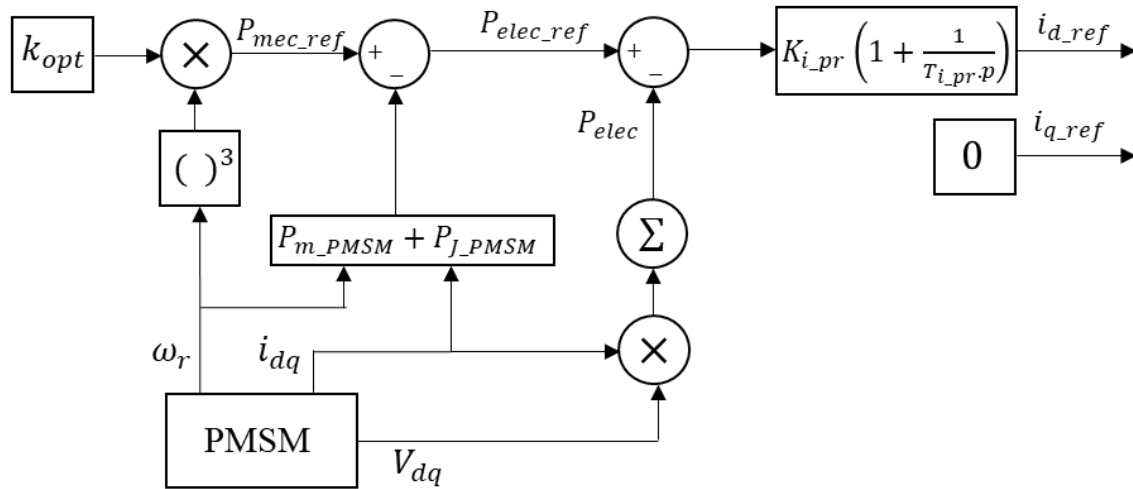 k_opt
×
P_mec_ref
+
−
P_elec_ref
+
−
K_i_pr (1 + 1/(T_i_pr.p))
i_d_ref
P_elec
0
i_q_ref
( )³
P_m_PMSM + P_J_PMSM
Σ
×
ω_r
i_dq
PMSM
V_dq